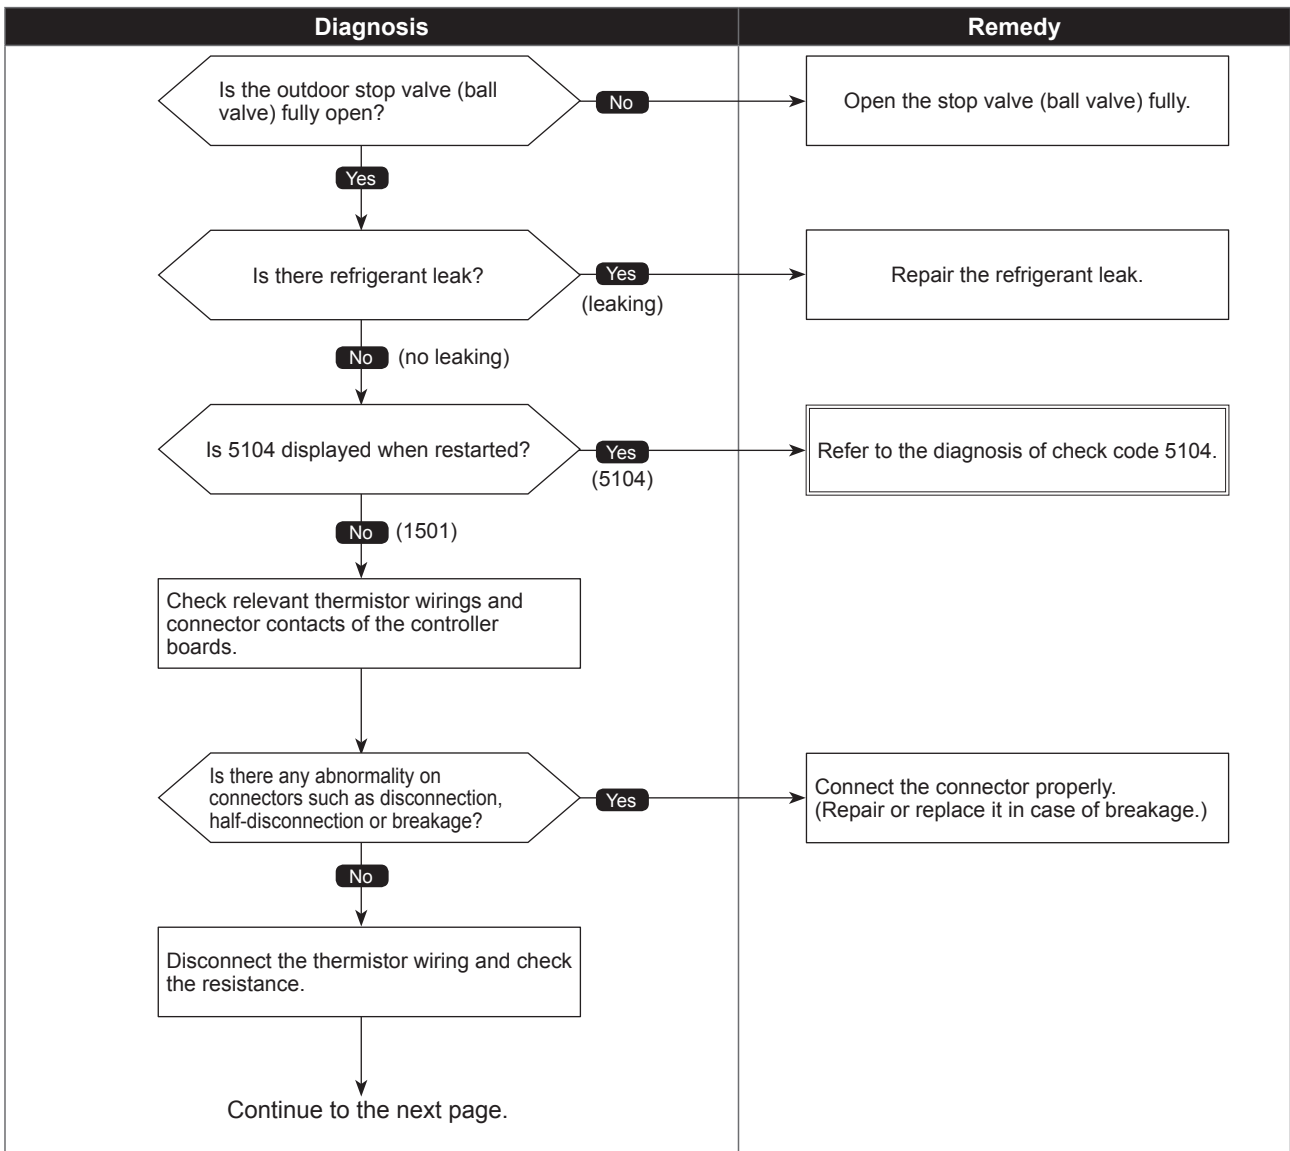 Diagnosis
Remedy
Is the outdoor stop valve (ball
valve) fully open?
No
Open the stop valve (ball valve) fully.
Yes
Is there refrigerant leak?
Yes
(leaking)
Repair the refrigerant leak.
No (no leaking)
Is 5104 displayed when restarted?
Yes
(5104)
Refer to the diagnosis of check code 5104.
No (1501)
Check relevant thermistor wirings and
connector contacts of the controller
boards.
Is there any abnormality on
connectors such as disconnection,
half-disconnection or breakage?
Yes
Connect the connector properly.
(Repair or replace it in case of breakage.)
No
Disconnect the thermistor wiring and check
the resistance.
Continue to the next page.